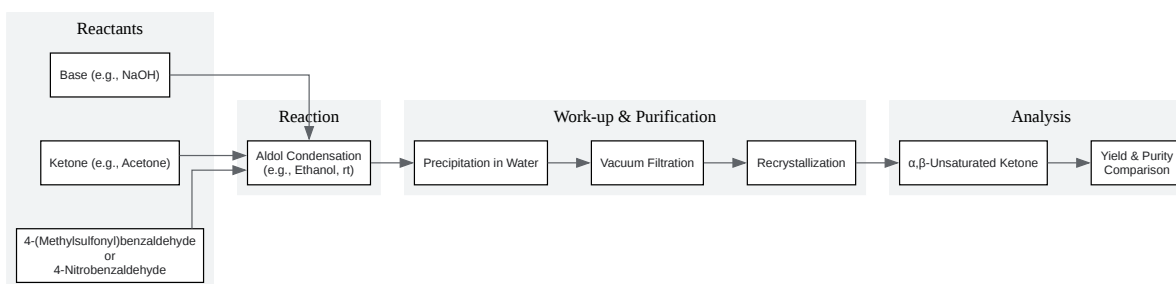 Reactants
Base (e.g., NaOH)
Ketone (e.g., Acetone)
4-(Methylsulfonyl)benzaldehyde
or
4-Nitrobenzaldehyde
Reaction
Aldol Condensation
(e.g., Ethanol, rt)
Work-up & Purification
Precipitation in Water
Vacuum Filtration
Recrystallization
Analysis
α,β-Unsaturated Ketone
Yield & Purity
Comparison